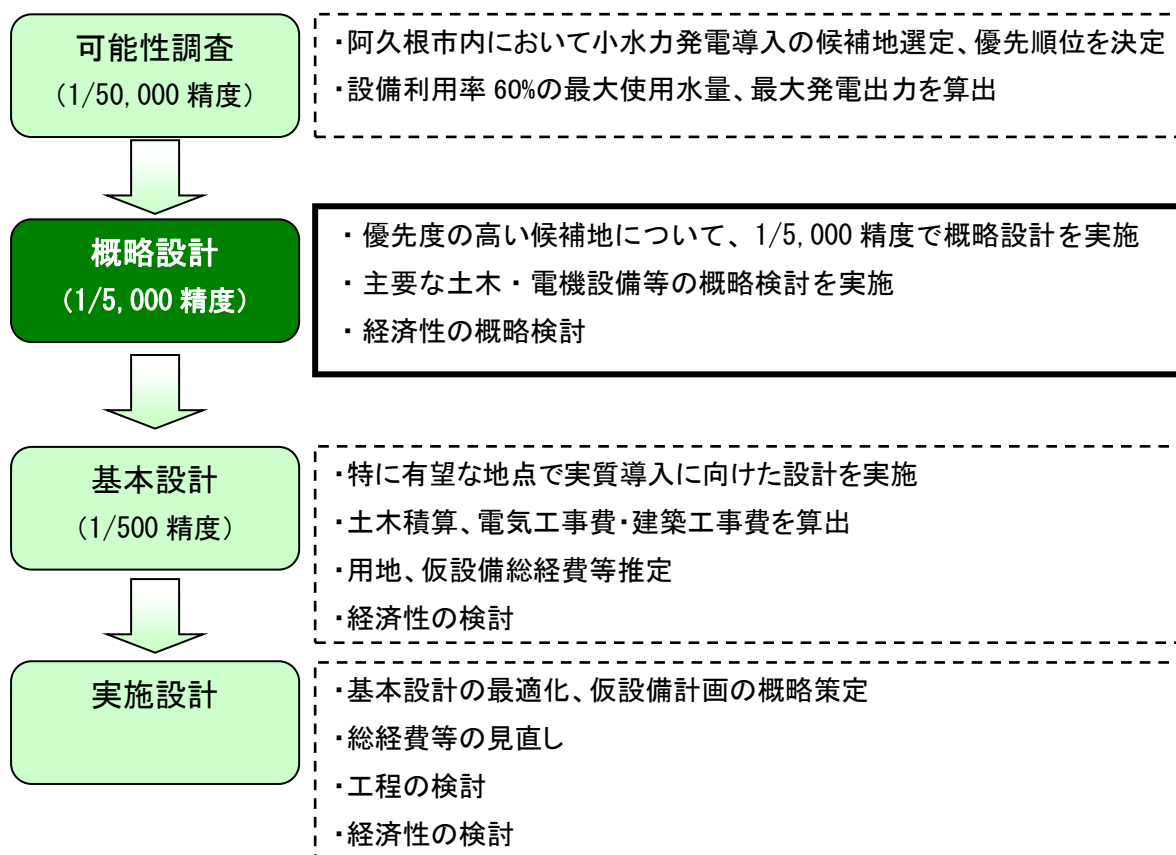 可能性調査
(1/50,000 精度)
・阿久根市内において小水力発電導入の候補地選定、優先順位を決定
・設備利用率 60%の最大使用水量、最大発電出力を算出
概略設計
(1/5,000 精度)
・優先度の高い候補地について、1/5,000 精度で概略設計を実施
・主要な土木・電機設備等の概略検討を実施
・経済性の概略検討
基本設計
(1/500 精度)
・特に有望な地点で実質導入に向けた設計を実施
・土木積算、電気工事費・建築工事費を算出
・用地、仮設備総経費等推定
・経済性の検討
実施設計
・基本設計の最適化、仮設備計画の概略策定
・総経費等の見直し
・工程の検討
・経済性の検討